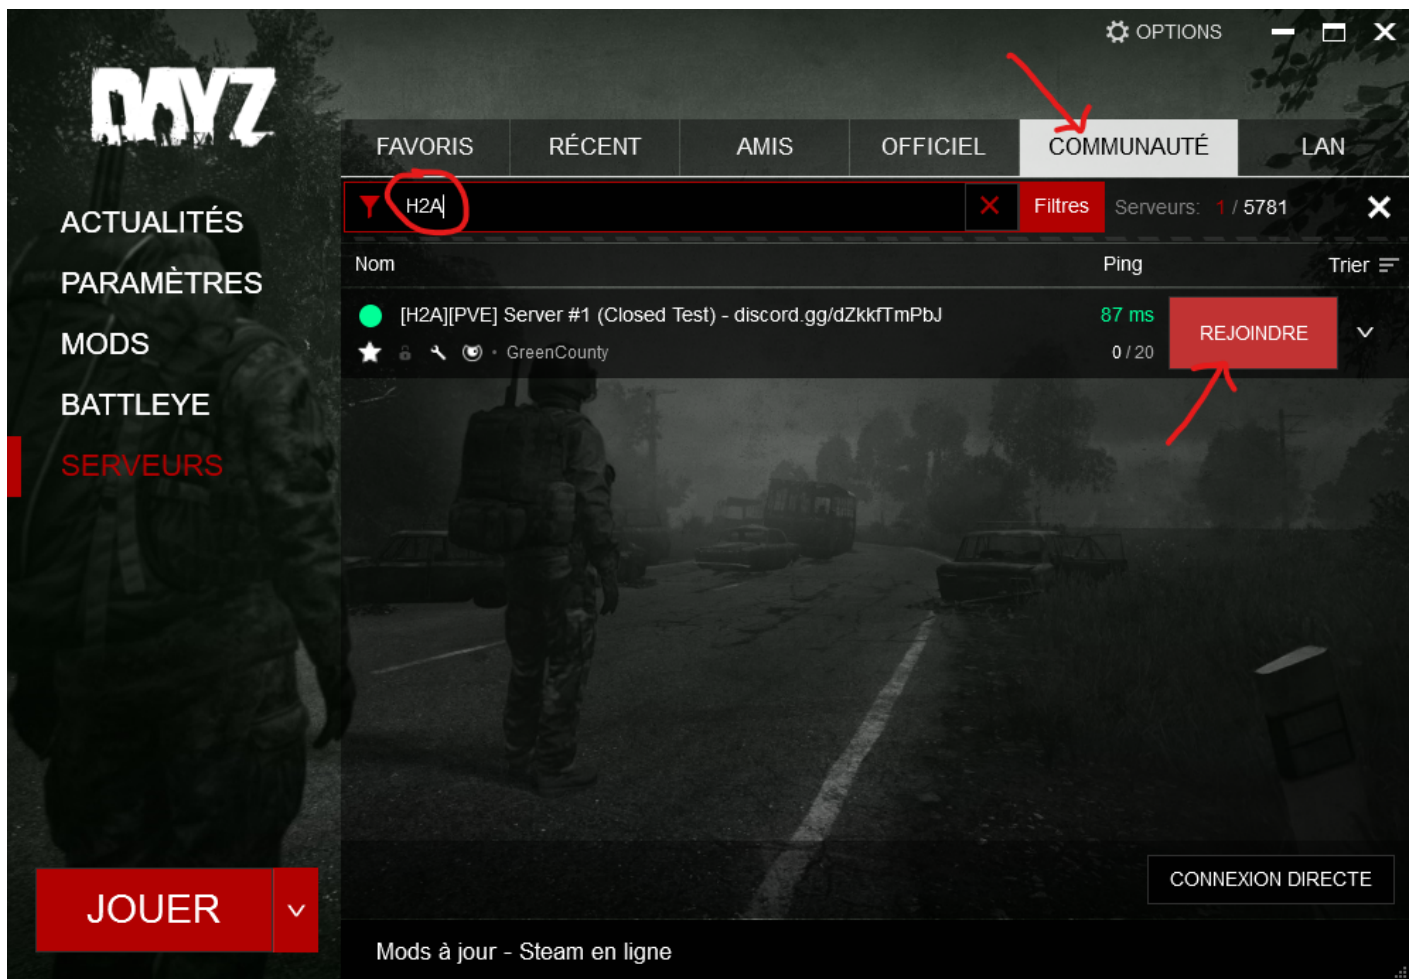 OPTIONS
DAYZ
FAVORIS RÉCENT AMIS OFFICIEL COMMUNAUTÉ LAN
H2A Filtres Serveurs: 1 / 5781
ACTUALITÉS
PARAMÈTRES
MODS
BATTLEYE
SERVEURS
Nom Ping Trier
[H2A][PVE] Server #1 (Closed Test) - discord.gg/dZkkfTmPbJ 87 ms
GreenCounty 0 / 20
REJOINDRE
CONNEXION DIRECTE
JOUER
Mods à jour - Steam en ligne